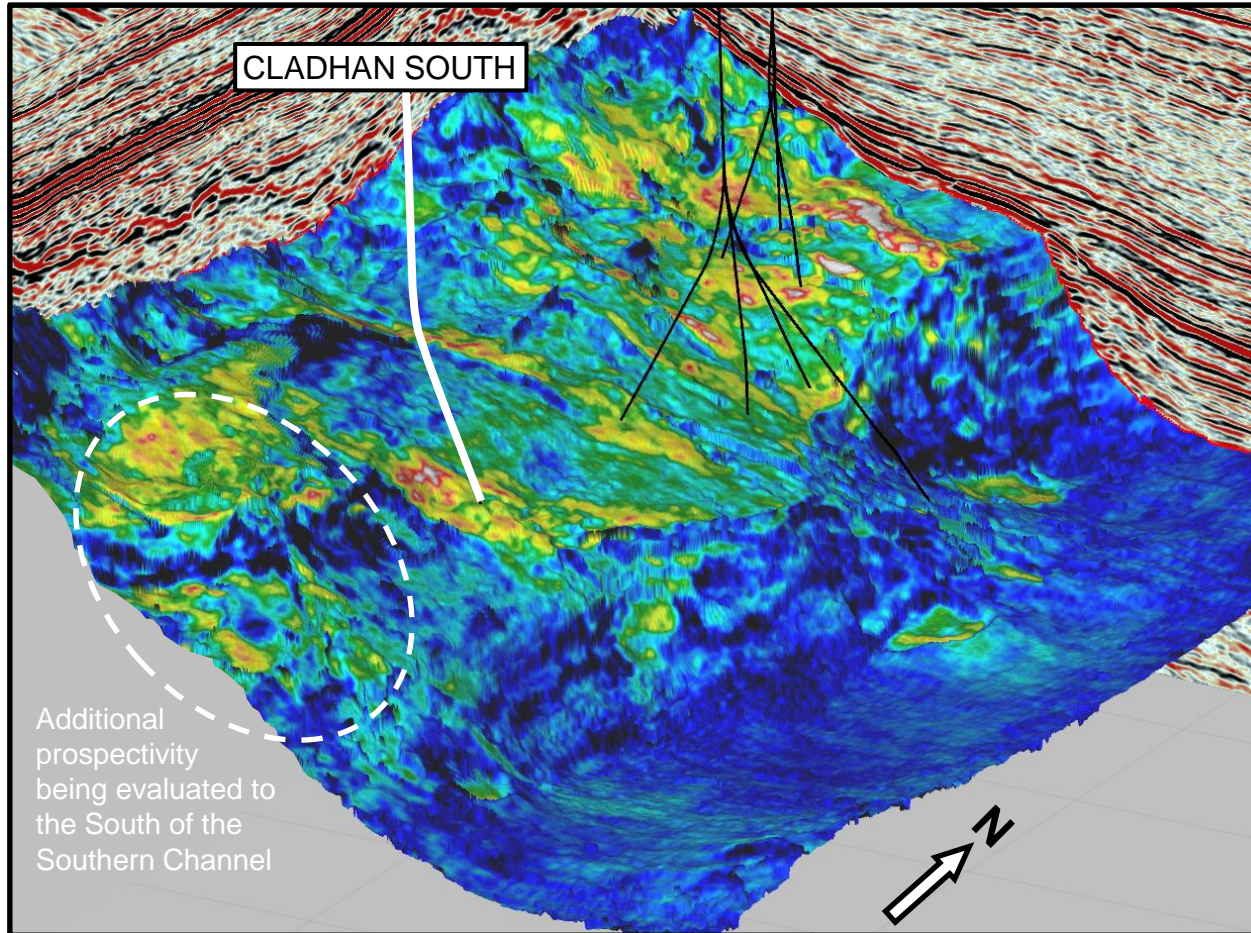 CLADHAN SOUTH
Additional
prospectivity
being evaluated to
the South of the
Southern Channel
N